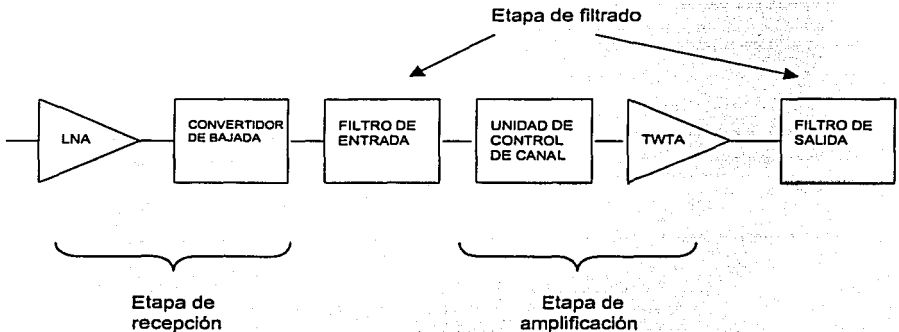 Etapa de filtrado
LNA
CONVERTIDOR
DE BAJADA
FILTRO DE
ENTRADA
UNIDAD DE
CONTROL
DE CANAL
TWTA
FILTRO DE
SALIDA
Etapa de
recepción
Etapa de
amplificación